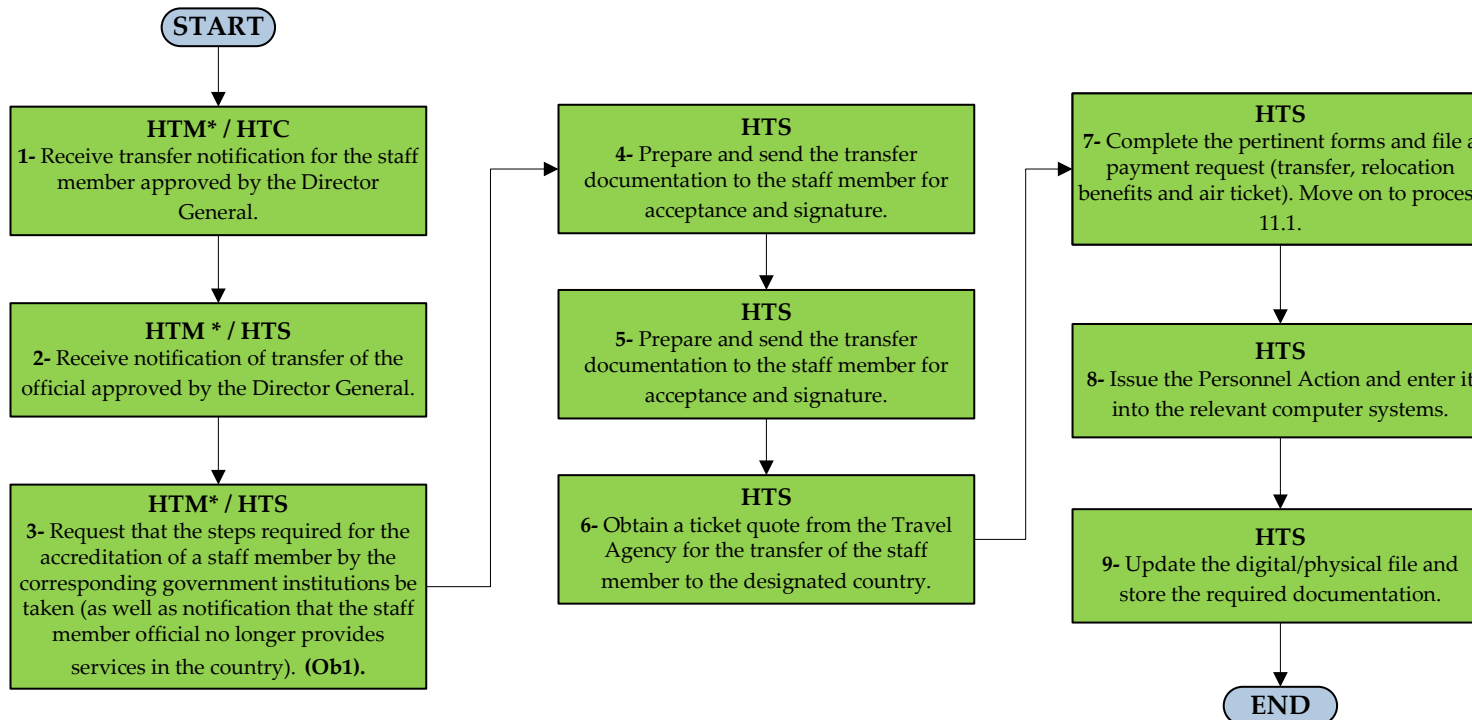 START
HTM* / HTC
1- Receive transfer notification for the staff
member approved by the Director
General.
HTM * / HTS
2- Receive notification of transfer of the
official approved by the Director General.
HTM* / HTS
3- Request that the steps required for the
accreditation of a staff member by the
corresponding government institutions be
taken (as well as notification that the staff
member official no longer provides
services in the country). (Ob1).
HTS
4- Prepare and send the transfer
documentation to the staff member for
acceptance and signature.
HTS
5- Prepare and send the transfer
documentation to the staff member for
acceptance and signature.
HTS
6- Obtain a ticket quote from the Travel
Agency for the transfer of the staff
member to the designated country.
HTS
7- Complete the pertinent forms and file a
payment request (transfer, relocation
benefits and air ticket). Move on to proces
11.1.
HTS
8- Issue the Personnel Action and enter it
into the relevant computer systems.
HTS
9- Update the digital/physical file and
store the required documentation.
END